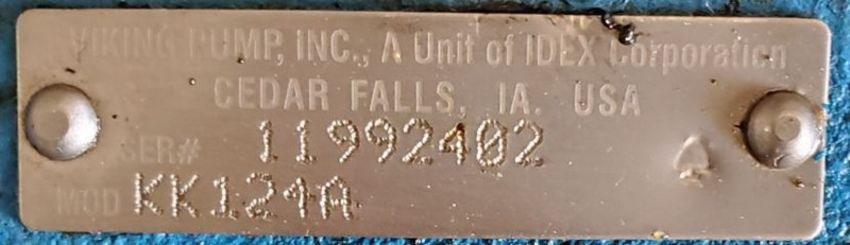 VIKING PUMP, INC., A Unit of IDEX Corporation
CEDAR FALLS, IA. USA
SER# 11992402
MOD KK124A